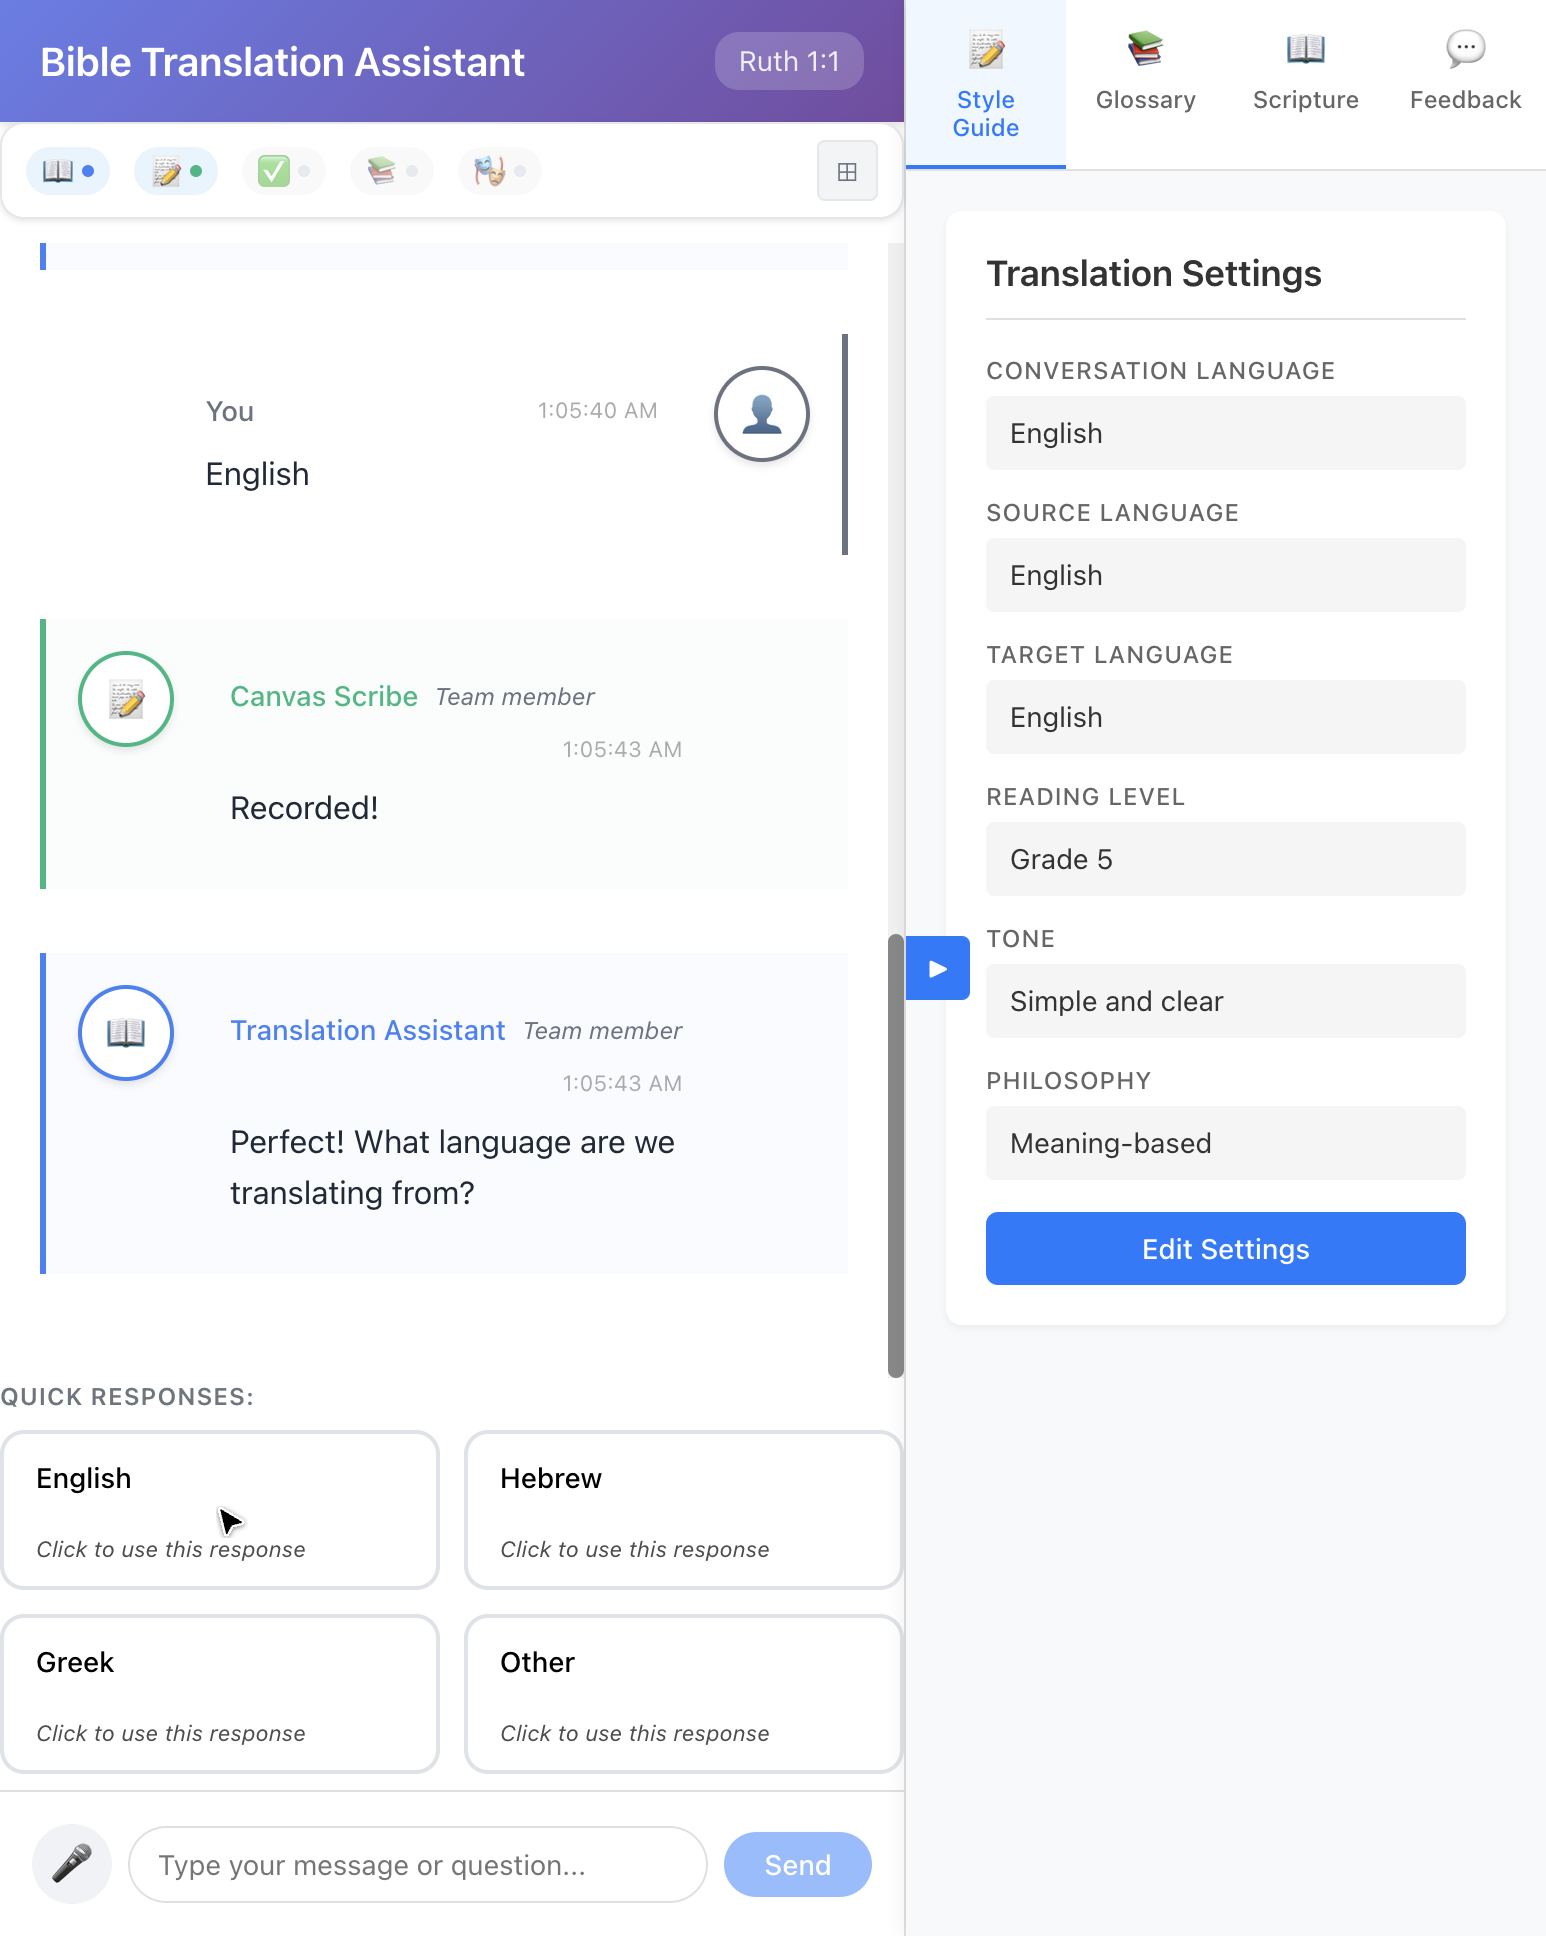 Bible Translation Assistant
Ruth 1:1
You
1:05:40 AM
English
Canvas Scribe Team member
1:05:43 AM
Recorded!
Translation Assistant Team member
1:05:43 AM
Perfect! What language are we
translating from?
QUICK RESPONSES:
English
Click to use this response
Hebrew
Click to use this response
Greek
Click to use this response
Other
Click to use this response
Type your message or question...
Send
Style
Guide
Glossary
Scripture
Feedback
Translation Settings
CONVERSATION LANGUAGE
English
SOURCE LANGUAGE
English
TARGET LANGUAGE
English
READING LEVEL
Grade 5
TONE
Simple and clear
PHILOSOPHY
Meaning-based
Edit Settings